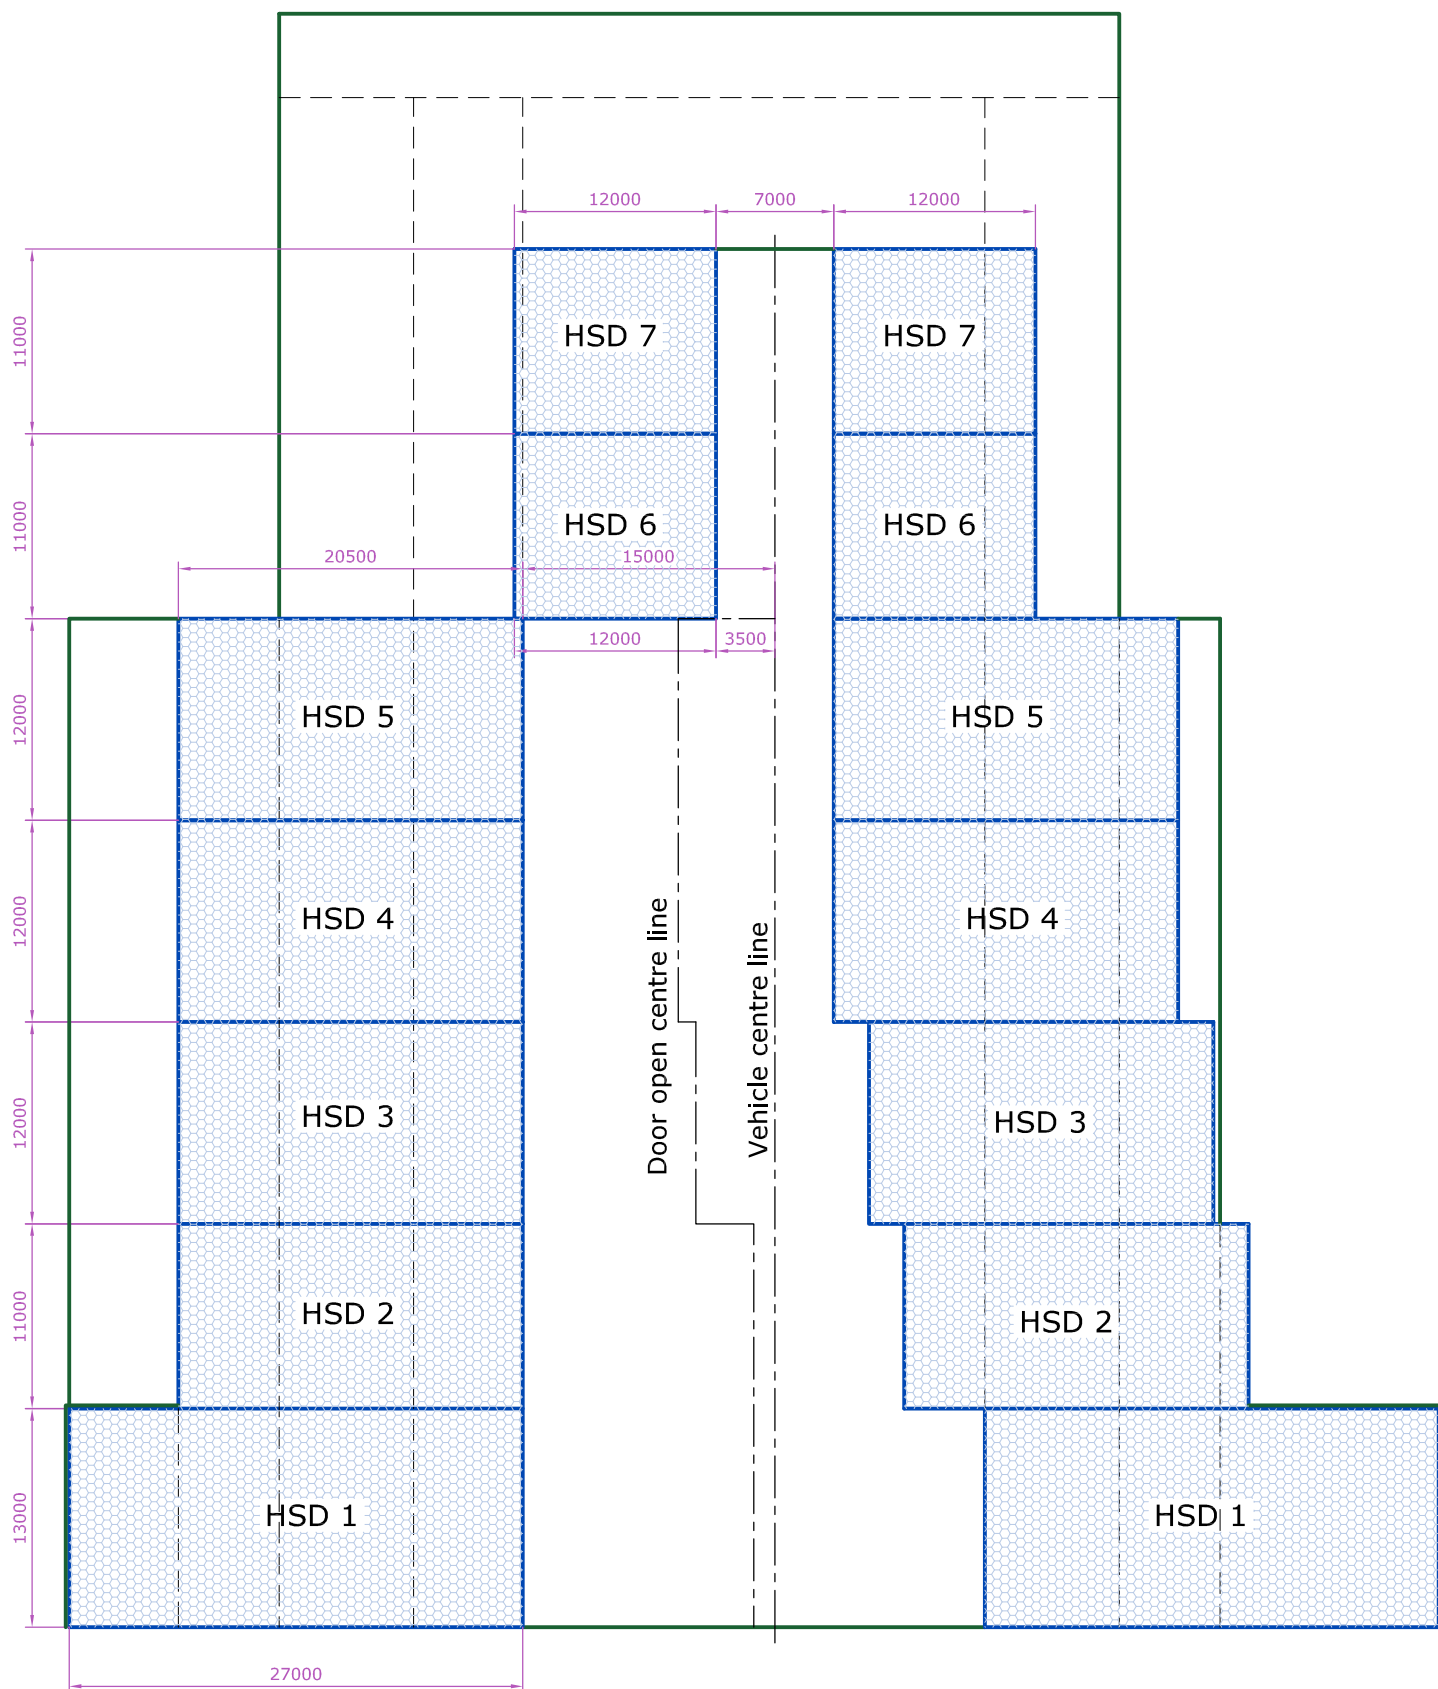 12000
7000
12000
11000
HSD 7
HSD 7
11000
HSD 6
HSD 6
20500
15000
12000
3500
12000
HSD 5
HSD 5
12000
HSD 4
HSD 4
Door open centre line
Vehicle centre line
12000
HSD 3
HSD 3
11000
HSD 2
HSD 2
13000
HSD 1
HSD 1
27000